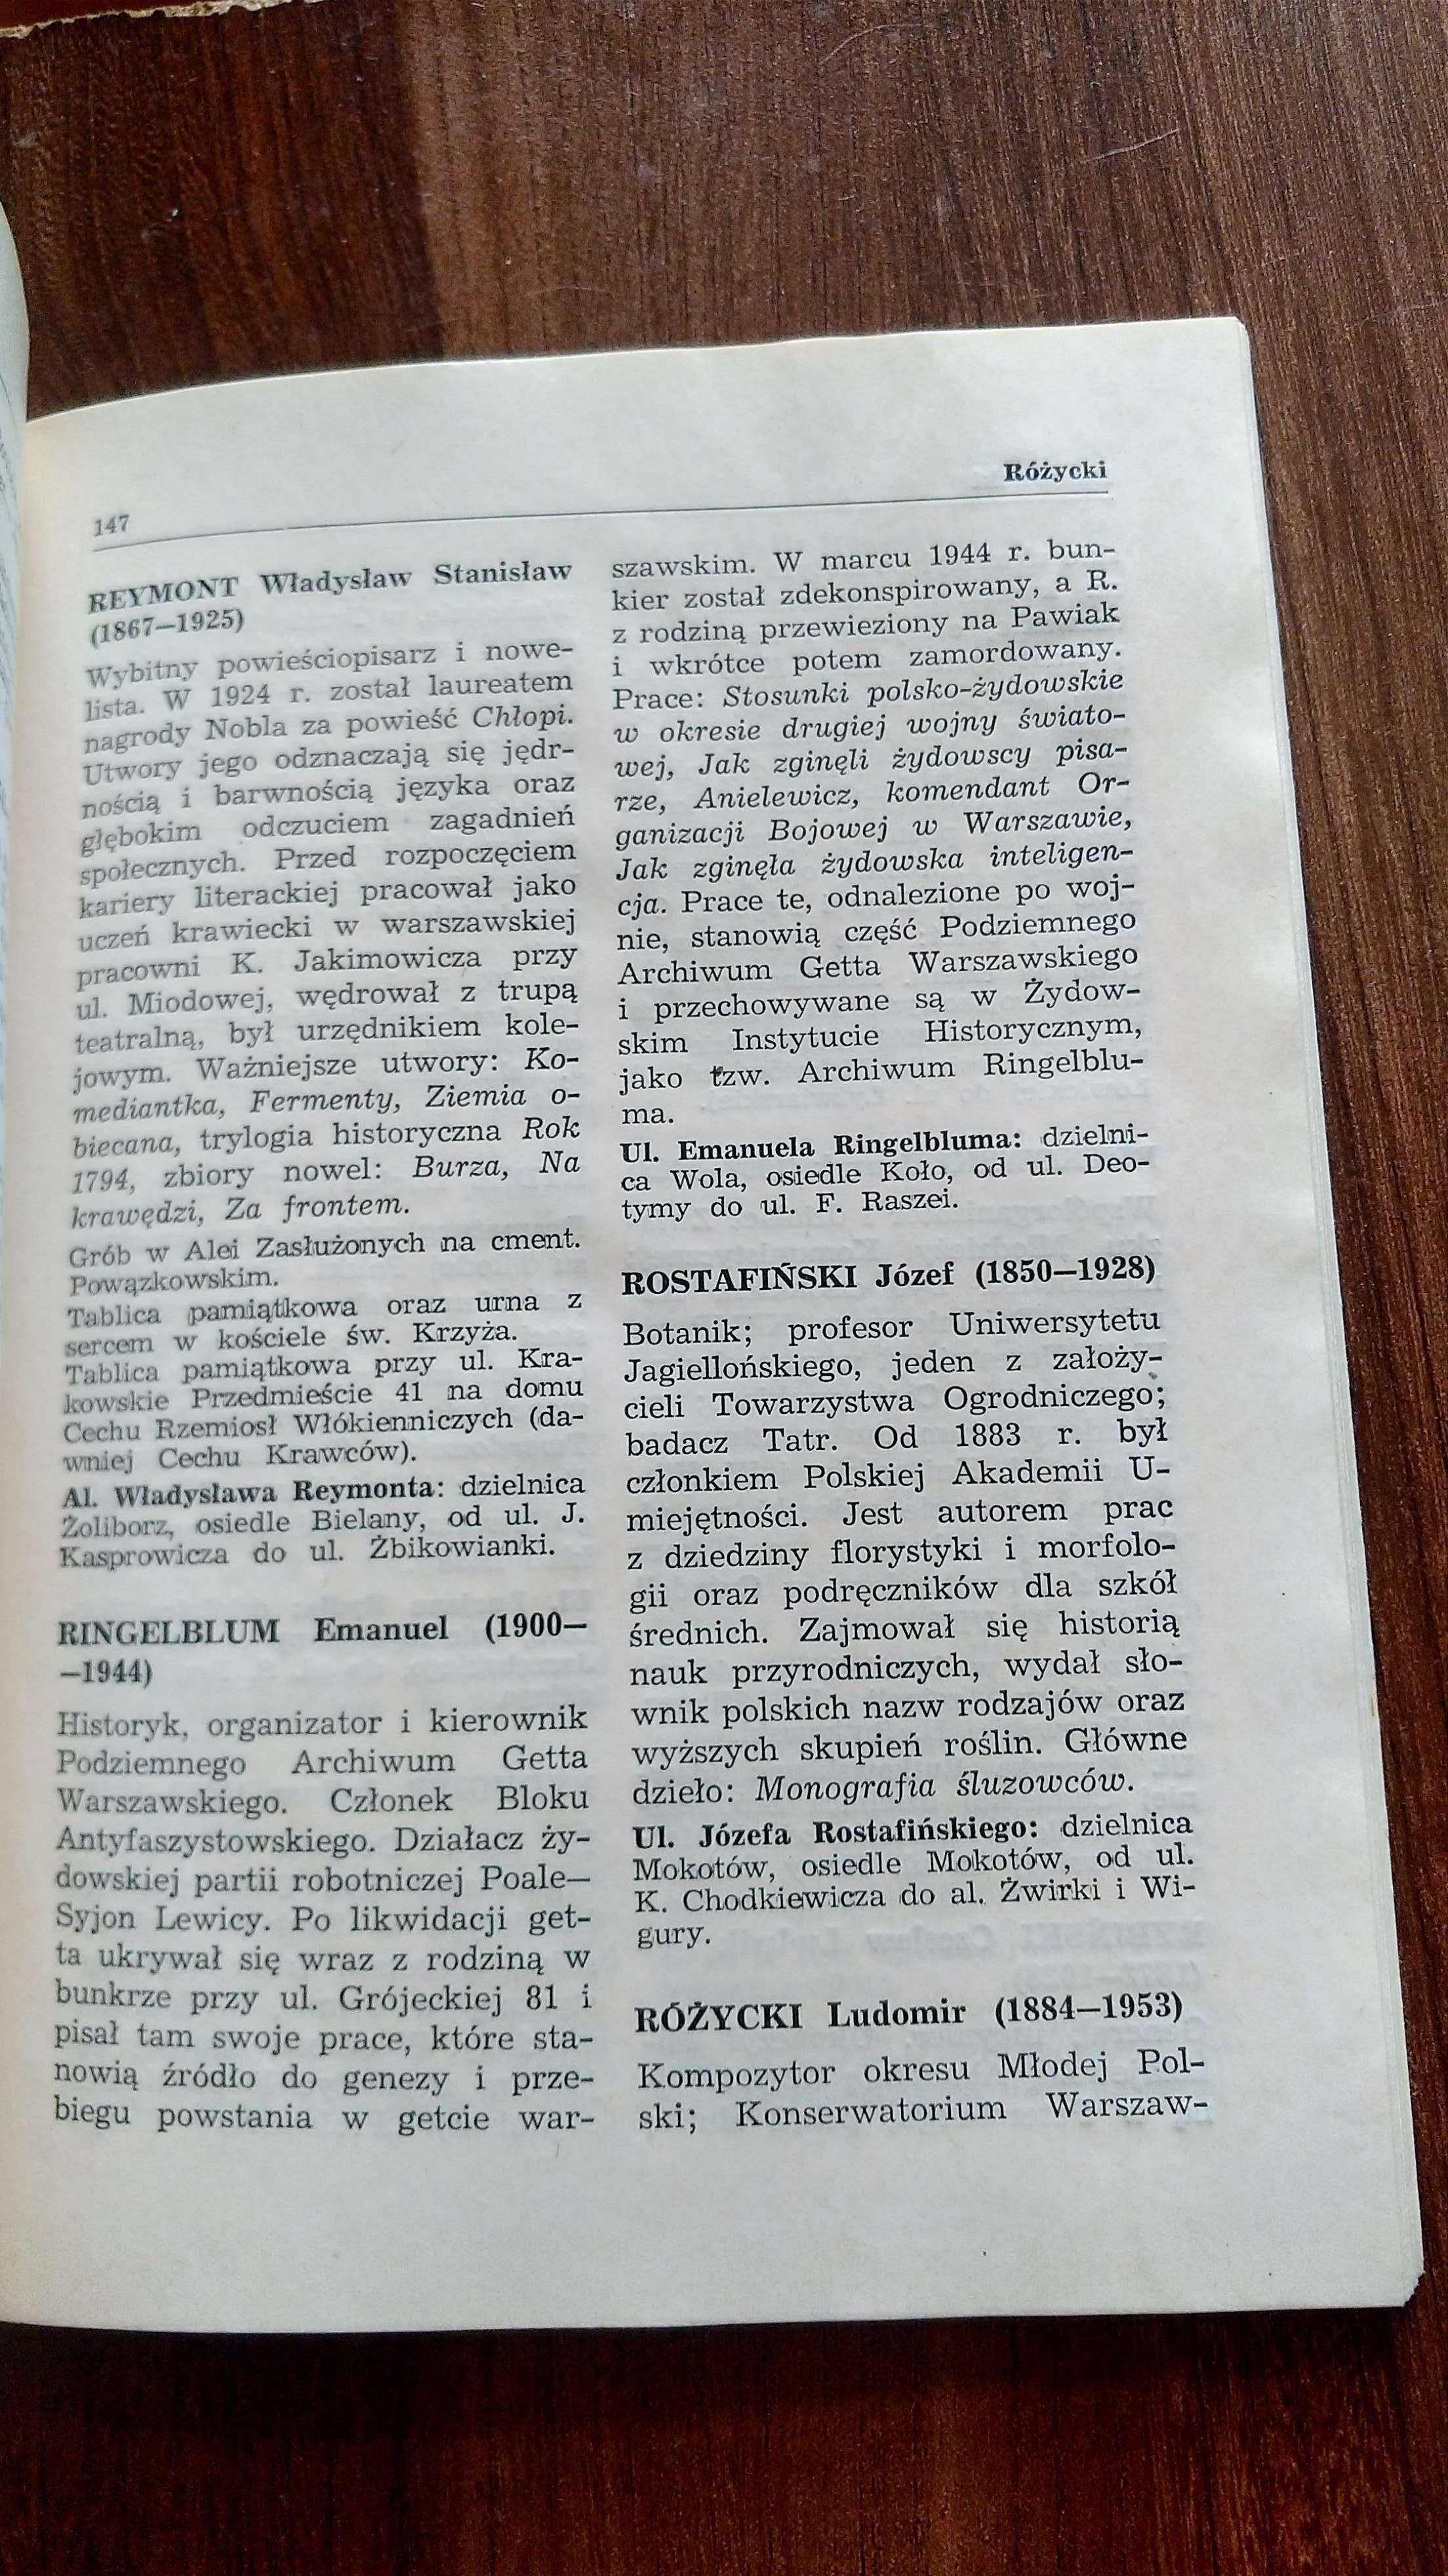 Różycki
147
REYMONT Władysław Stanisław
(1867—1925)
Wybitny powieściopisarz i nowe-
lista. W 1924 r. został laureatem
nagrody Nobla za powieść Chłopi.
Utwory jego odznaczają się jędr-
nością i barwnością języka oraz
głębokim odczuciem zagadnień
społecznych. Przed rozpoczęciem
kariery literackiej pracował jako
uczeń krawiecki w warszawskiej
pracowni K. Jakimowicza przy
ul. Miodowej, wędrował z trupą
teatralną, był urzędnikiem kole-
jowym. Ważniejsze utwory: Ko-
mediantka, Fermenty, Ziemia o-
biecana, trylogia historyczna Rok
1794, zbiory nowel: Burza, Na
krawędzi, Za frontem.
Grób w Alei Zasłużonych na cment.
Powązkowskim.
Tablica pamiątkowa oraz urna z
sercem w kościele św. Krzyża.
Tablica pamiątkowa przy ul. Kra-
kowskie Przedmieście 41 na domu
Cechu Rzemiosł Włókienniczych (da-
wniej Cechu Krawców).
Al. Władysława Reymonta: dzielnica
Żoliborz, osiedle Bielany, od ul. J.
Kasprowicza do ul. Żbikowianki.
RINGELBLUM Emanuel (1900—
—1944)
Historyk, organizator i kierownik
Podziemnego Archiwum Getta
Warszawskiego. Członek Bloku
Antyfaszystowskiego. Działacz ży-
dowskiej partii robotniczej Poale—
Syjon Lewicy. Po likwidacji get-
ta ukrywał się wraz z rodziną w
bunkrze przy ul. Grójeckiej 81 i
pisał tam swoje prace, które sta-
nowią źródło do genezy i prze-
biegu powstania w getcie war-
szawskim. W marcu 1944 r. bun-
kier został zdekonspirowany, a R.
z rodziną przewieziony na Pawiak
i wkrótce potem zamordowany.
Prace: Stosunki polsko-żydowskie
w okresie drugiej wojny świato-
wej, Jak zginęli żydowscy pisa-
rze, Anielewicz, komendant Or-
ganizacji Bojowej w Warszawie,
Jak zginęła żydowska inteligen-
cja. Prace te, odnalezione po woj-
nie, stanowią część Podziemnego
Archiwum Getta Warszawskiego
i przechowywane są w Żydow-
skim Instytucie Historycznym,
jako tzw. Archiwum Ringelblu-
ma.
Ul. Emanuela Ringelbluma: dzielni-
ca Wola, osiedle Koło, od ul. Deo-
tymy do ul. F. Raszei.
ROSTAFIŃSKI Józef (1850—1928)
Botanik; profesor Uniwersytetu
Jagiellońskiego, jeden z założy-
cieli Towarzystwa Ogrodniczego;
badacz Tatr. Od 1883 r. był
członkiem Polskiej Akademii U-
miejętności. Jest autorem prac
z dziedziny florystyki i morfolo-
gii oraz podręczników dla szkół
średnich. Zajmował się historią
nauk przyrodniczych, wydał sło-
wnik polskich nazw rodzajów oraz
wyższych skupień roślin. Główne
dzieło: Monografia śluzowców.
Ul. Józefa Rostafińskiego: dzielnica
Mokotów, osiedle Mokotów, od ul.
K. Chodkiewicza do al. Żwirki i Wi-
gury.
RÓŻYCKI Ludomir (1884—1953)
Kompozytor okresu Młodej Pol-
ski; Konserwatorium Warszaw-